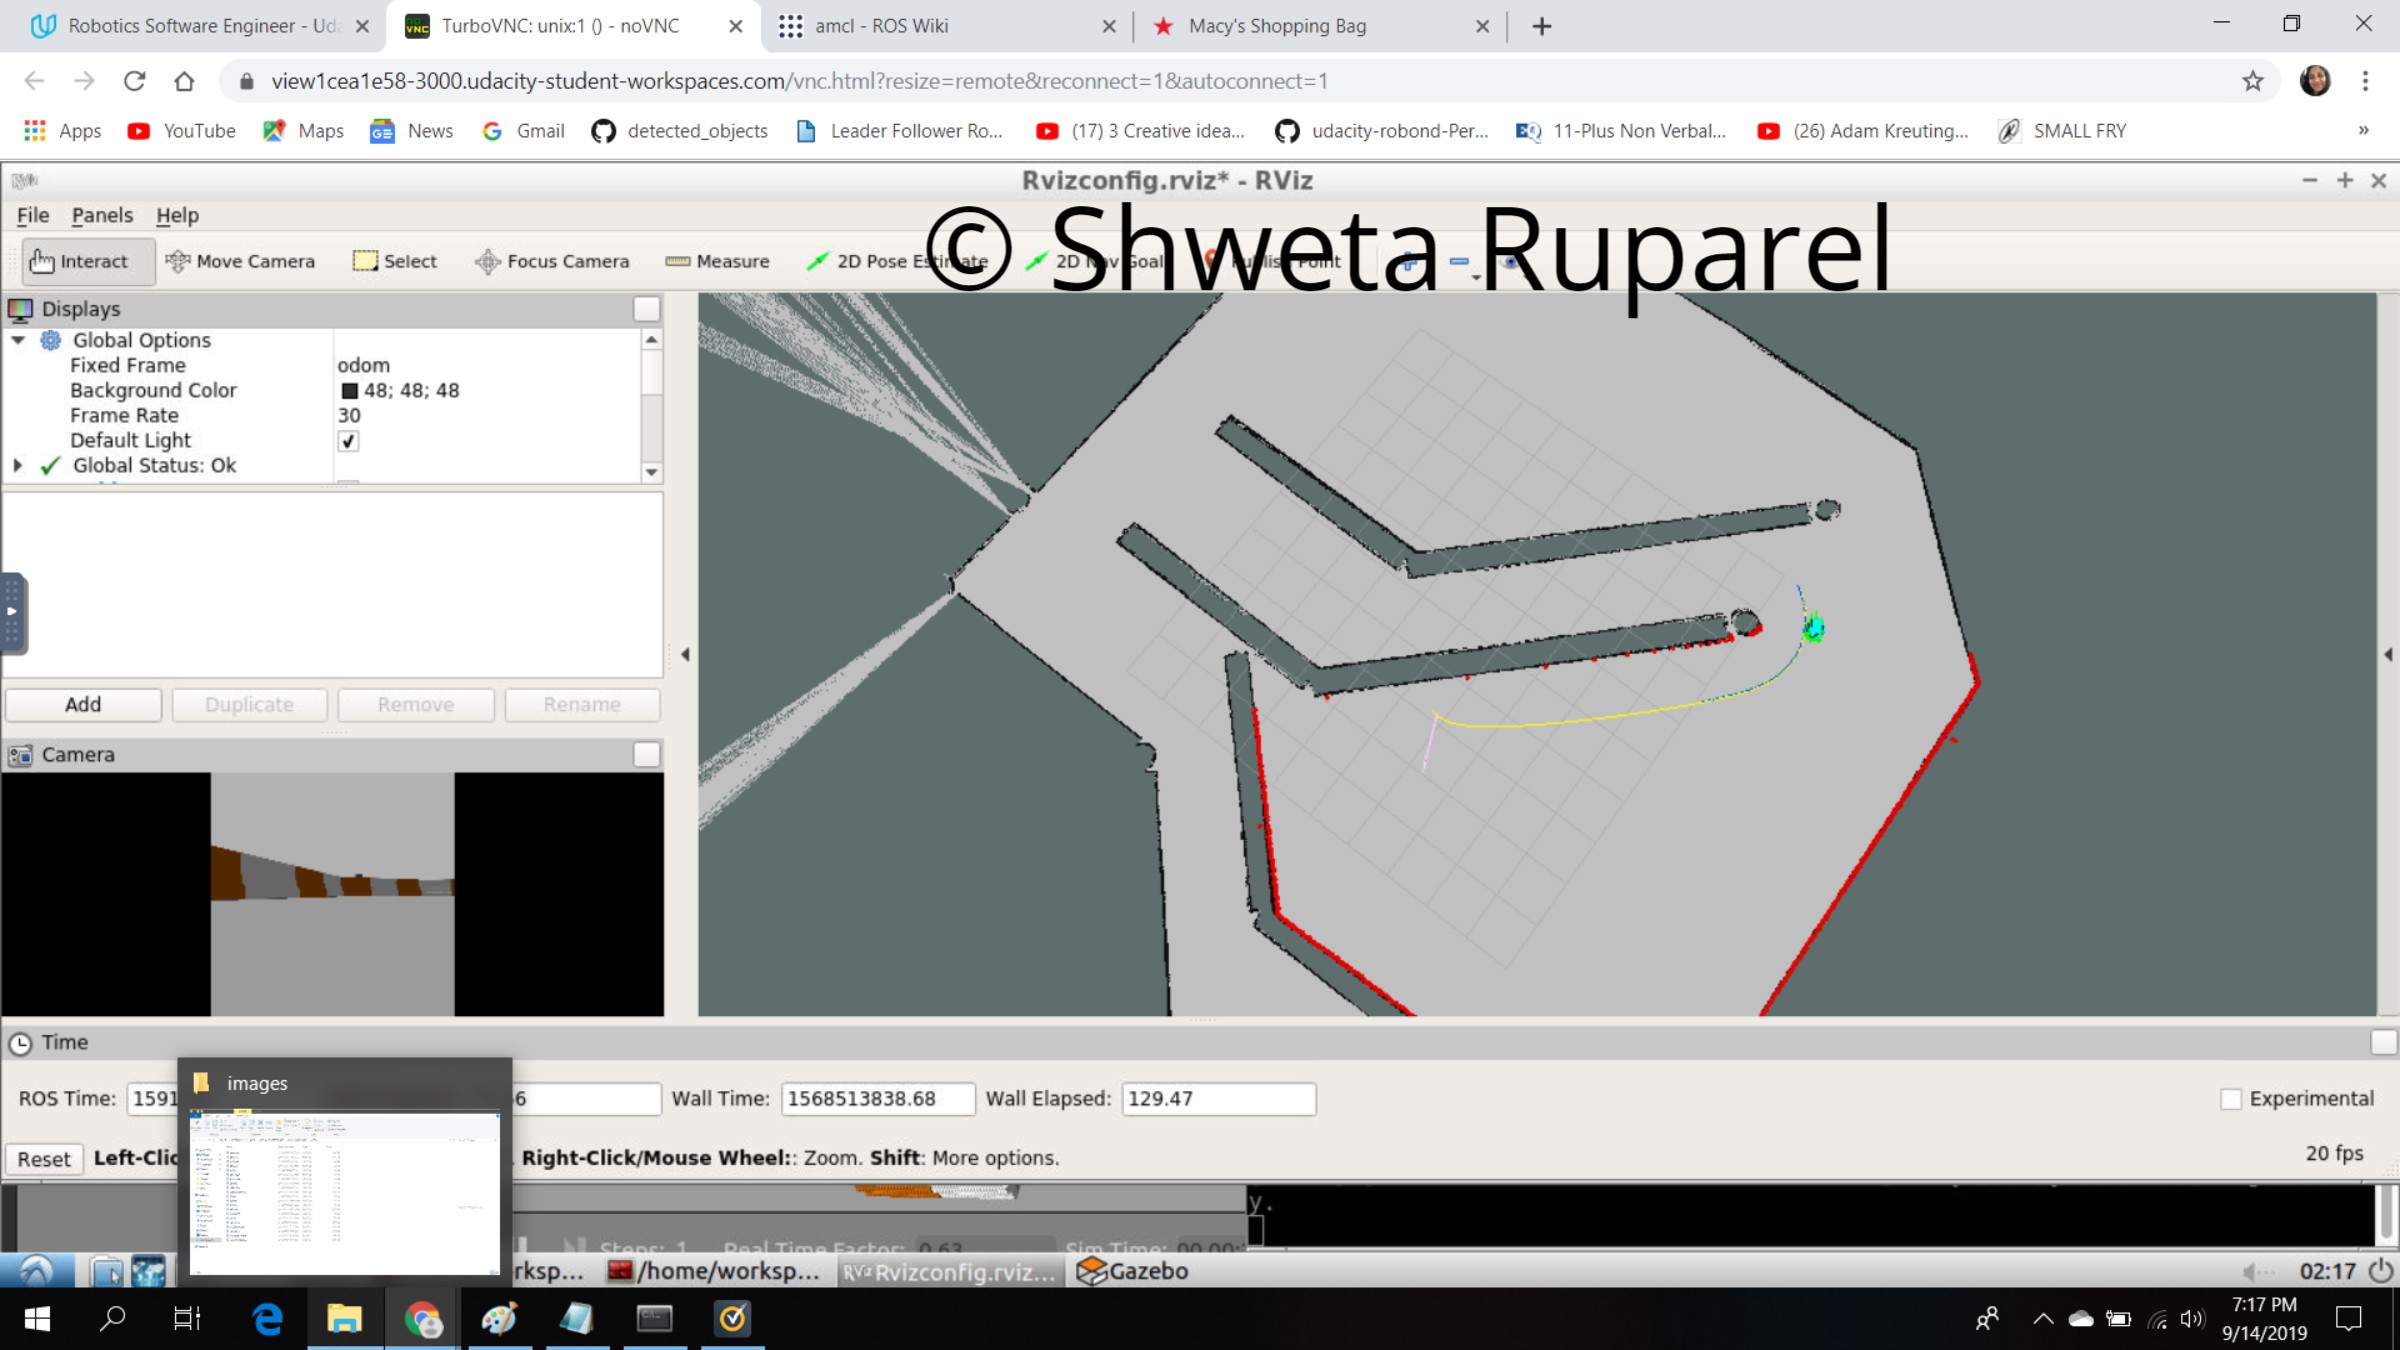 Robotics Software Engineer - Uda
TurboVNC: unix:1 () - noVNC
amcl - ROS Wiki
Macy's Shopping Bag
view1cea1e58-3000.udacity-student-workspaces.com/vnc.html?resize=remote&reconnect=1&autoconnect=1
Apps YouTube Maps News Gmail detected_objects Leader Follower Ro... (17) 3 Creative idea... udacity-robond-Per... 11-Plus Non Verbal... (26) Adam Kreuting... SMALL FRY »
Rvizconfig.rviz* - RViz
File Panels Help
© Shweta Ruparel
Interact Move Camera Select Focus Camera Measure 2D Pose Estimate 2D Nav Goal Publish Point
Displays
Global Options
Fixed Frame odom
Background Color 48; 48; 48
Frame Rate 30
Default Light ✓
Global Status: Ok
Add Duplicate Remove Rename
Camera
Time
images
ROS Time: 1591 56 Wall Time: 1568513838.68 Wall Elapsed: 129.47 Experimental
Reset Left-Clic . Right-Click/Mouse Wheel:: Zoom. Shift: More options. 20 fps
y.
Steps: 1 Real Time Factor: 0.63 Sim Time: 00 00:
rksp... /home/worksp... Rvizconfig.rviz... Gazebo 02:17
7:17 PM
9/14/2019